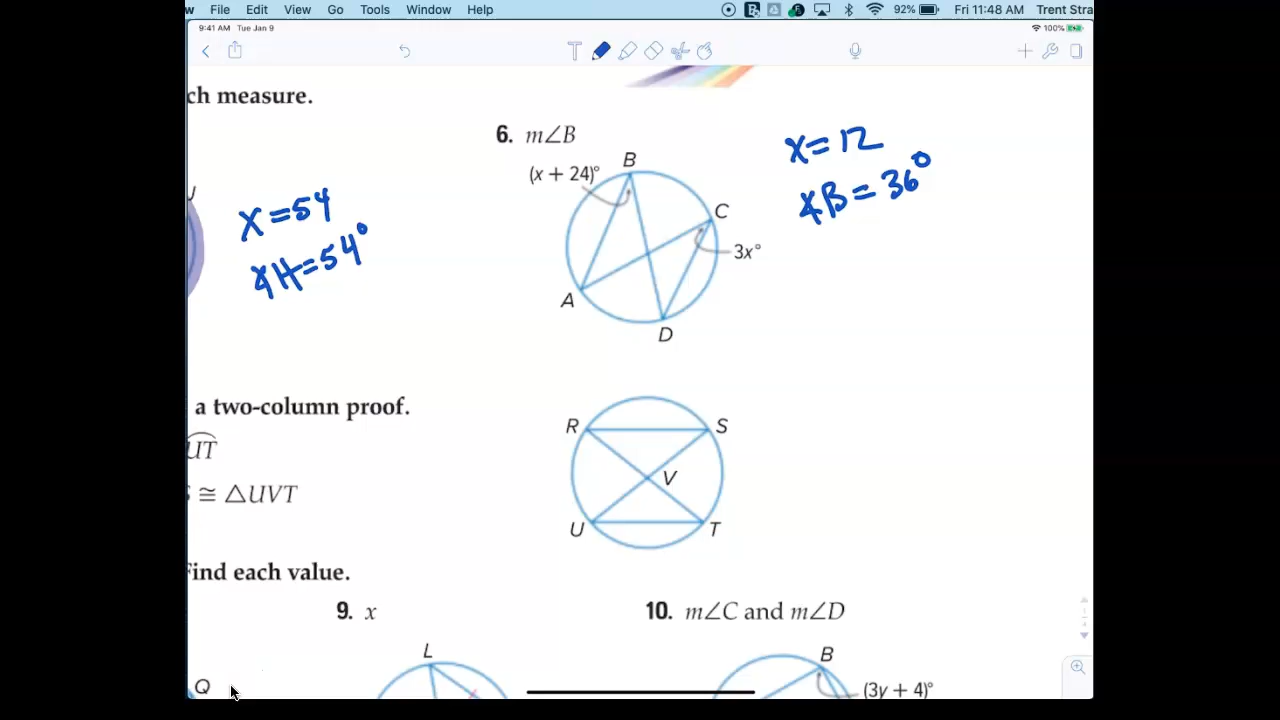 File Edit View Go Tools Window Help
92% Fri 11:48 AM Trent Stra
9:41 AM Tue Jan 9
100%
ch measure.
6. m∠B
x=12
∡B=36°
(x + 24)°
B
C
3x°
A
D
x=54
∡H=54°
a two-column proof.
UT
≅ △UVT
R
S
V
U
T
Find each value.
9. x
10. m∠C and m∠D
L
B
Q
(3y + 4)°